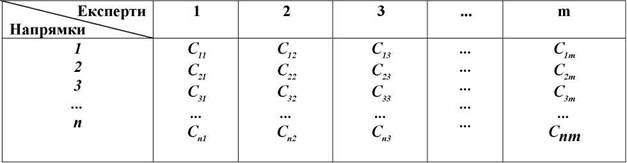 Експерти 1 2 3 ... m
Напрямки
1 C11 C12 C13 ... C1m
2 C21 C22 C23 ... C2m
3 C31 C32 C33 ... C3m
... ... ... ... ... ...
n Cn1 Cn2 Cn3 Cnm